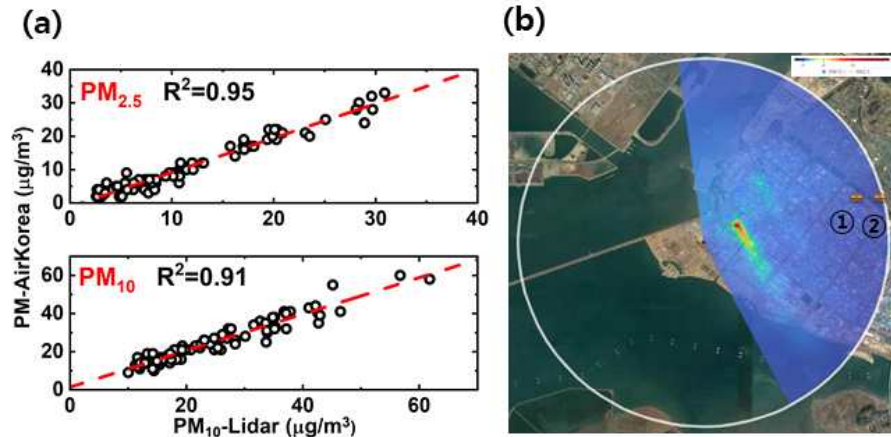 (a)
(b)
40
30
20
10
0
PM2.5 R²=0.95
0 10 20 30 40
PM-AirKorea (μg/m³)
60
40
20
0
PM10 R²=0.91
0 20 40 60
PM10-Lidar (μg/m³)
① ②